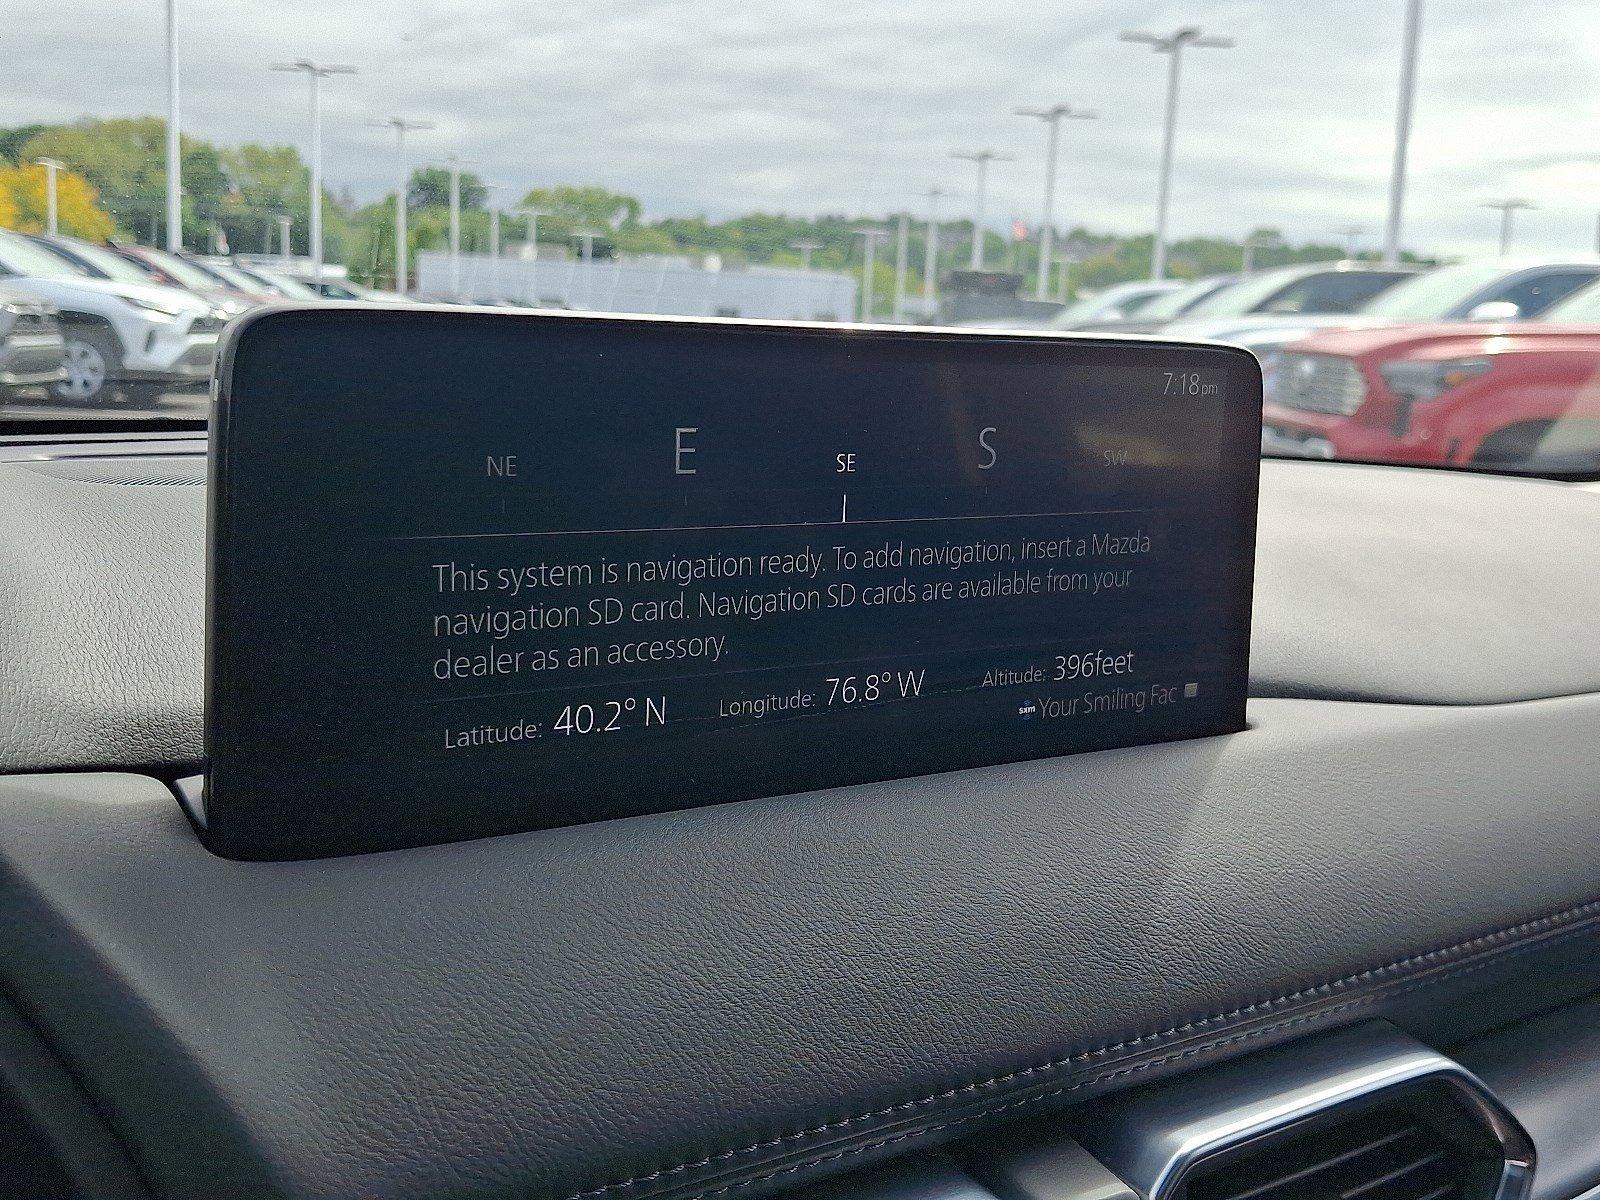 7:18pm
NE E SE S SW
This system is navigation ready. To add navigation, insert a Mazda
navigation SD card. Navigation SD cards are available from your
dealer as an accessory.
Latitude: 40.2° N Longitude: 76.8° W Altitude: 396feet
sxm Your Smiling Fac